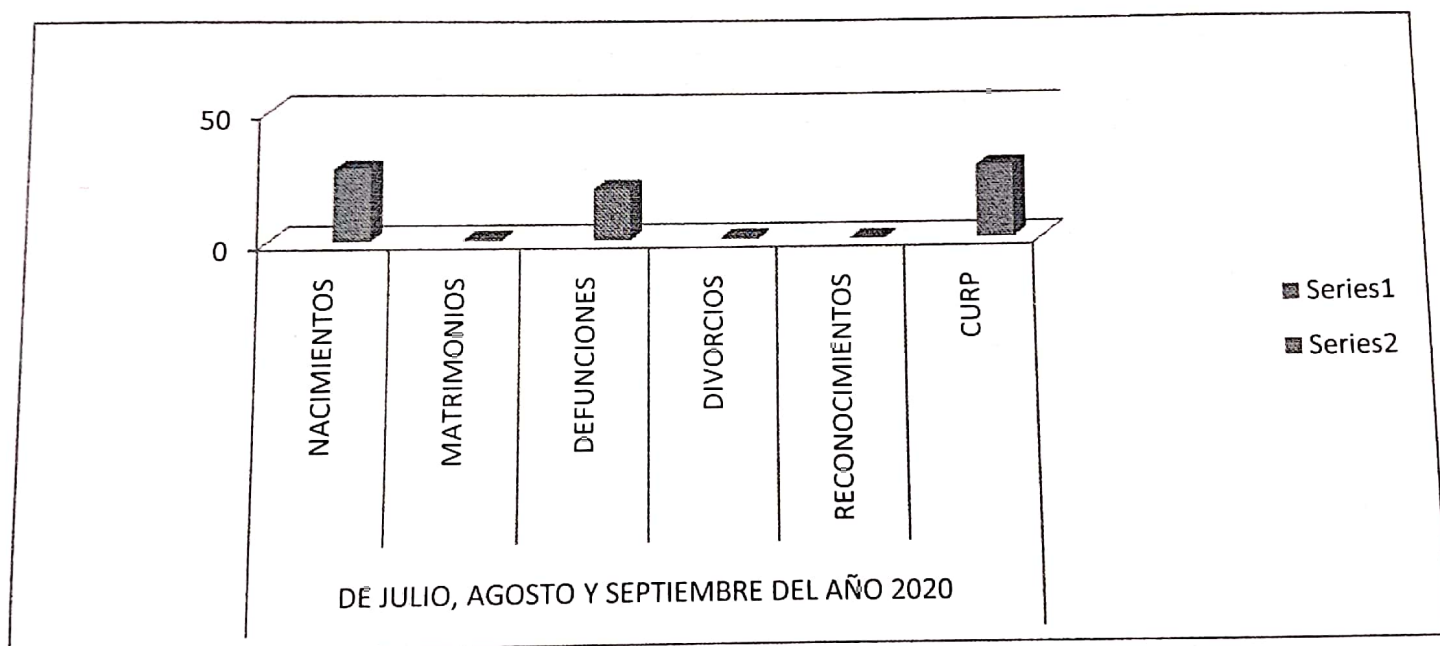 50
0
NACIMIENTOS
MATRIMONIOS
DEFUNCIONES
DIVORCIOS
RECONOCIMIENTOS
CURP
DE JULIO, AGOSTO Y SEPTIEMBRE DEL AÑO 2020
Series1
Series2